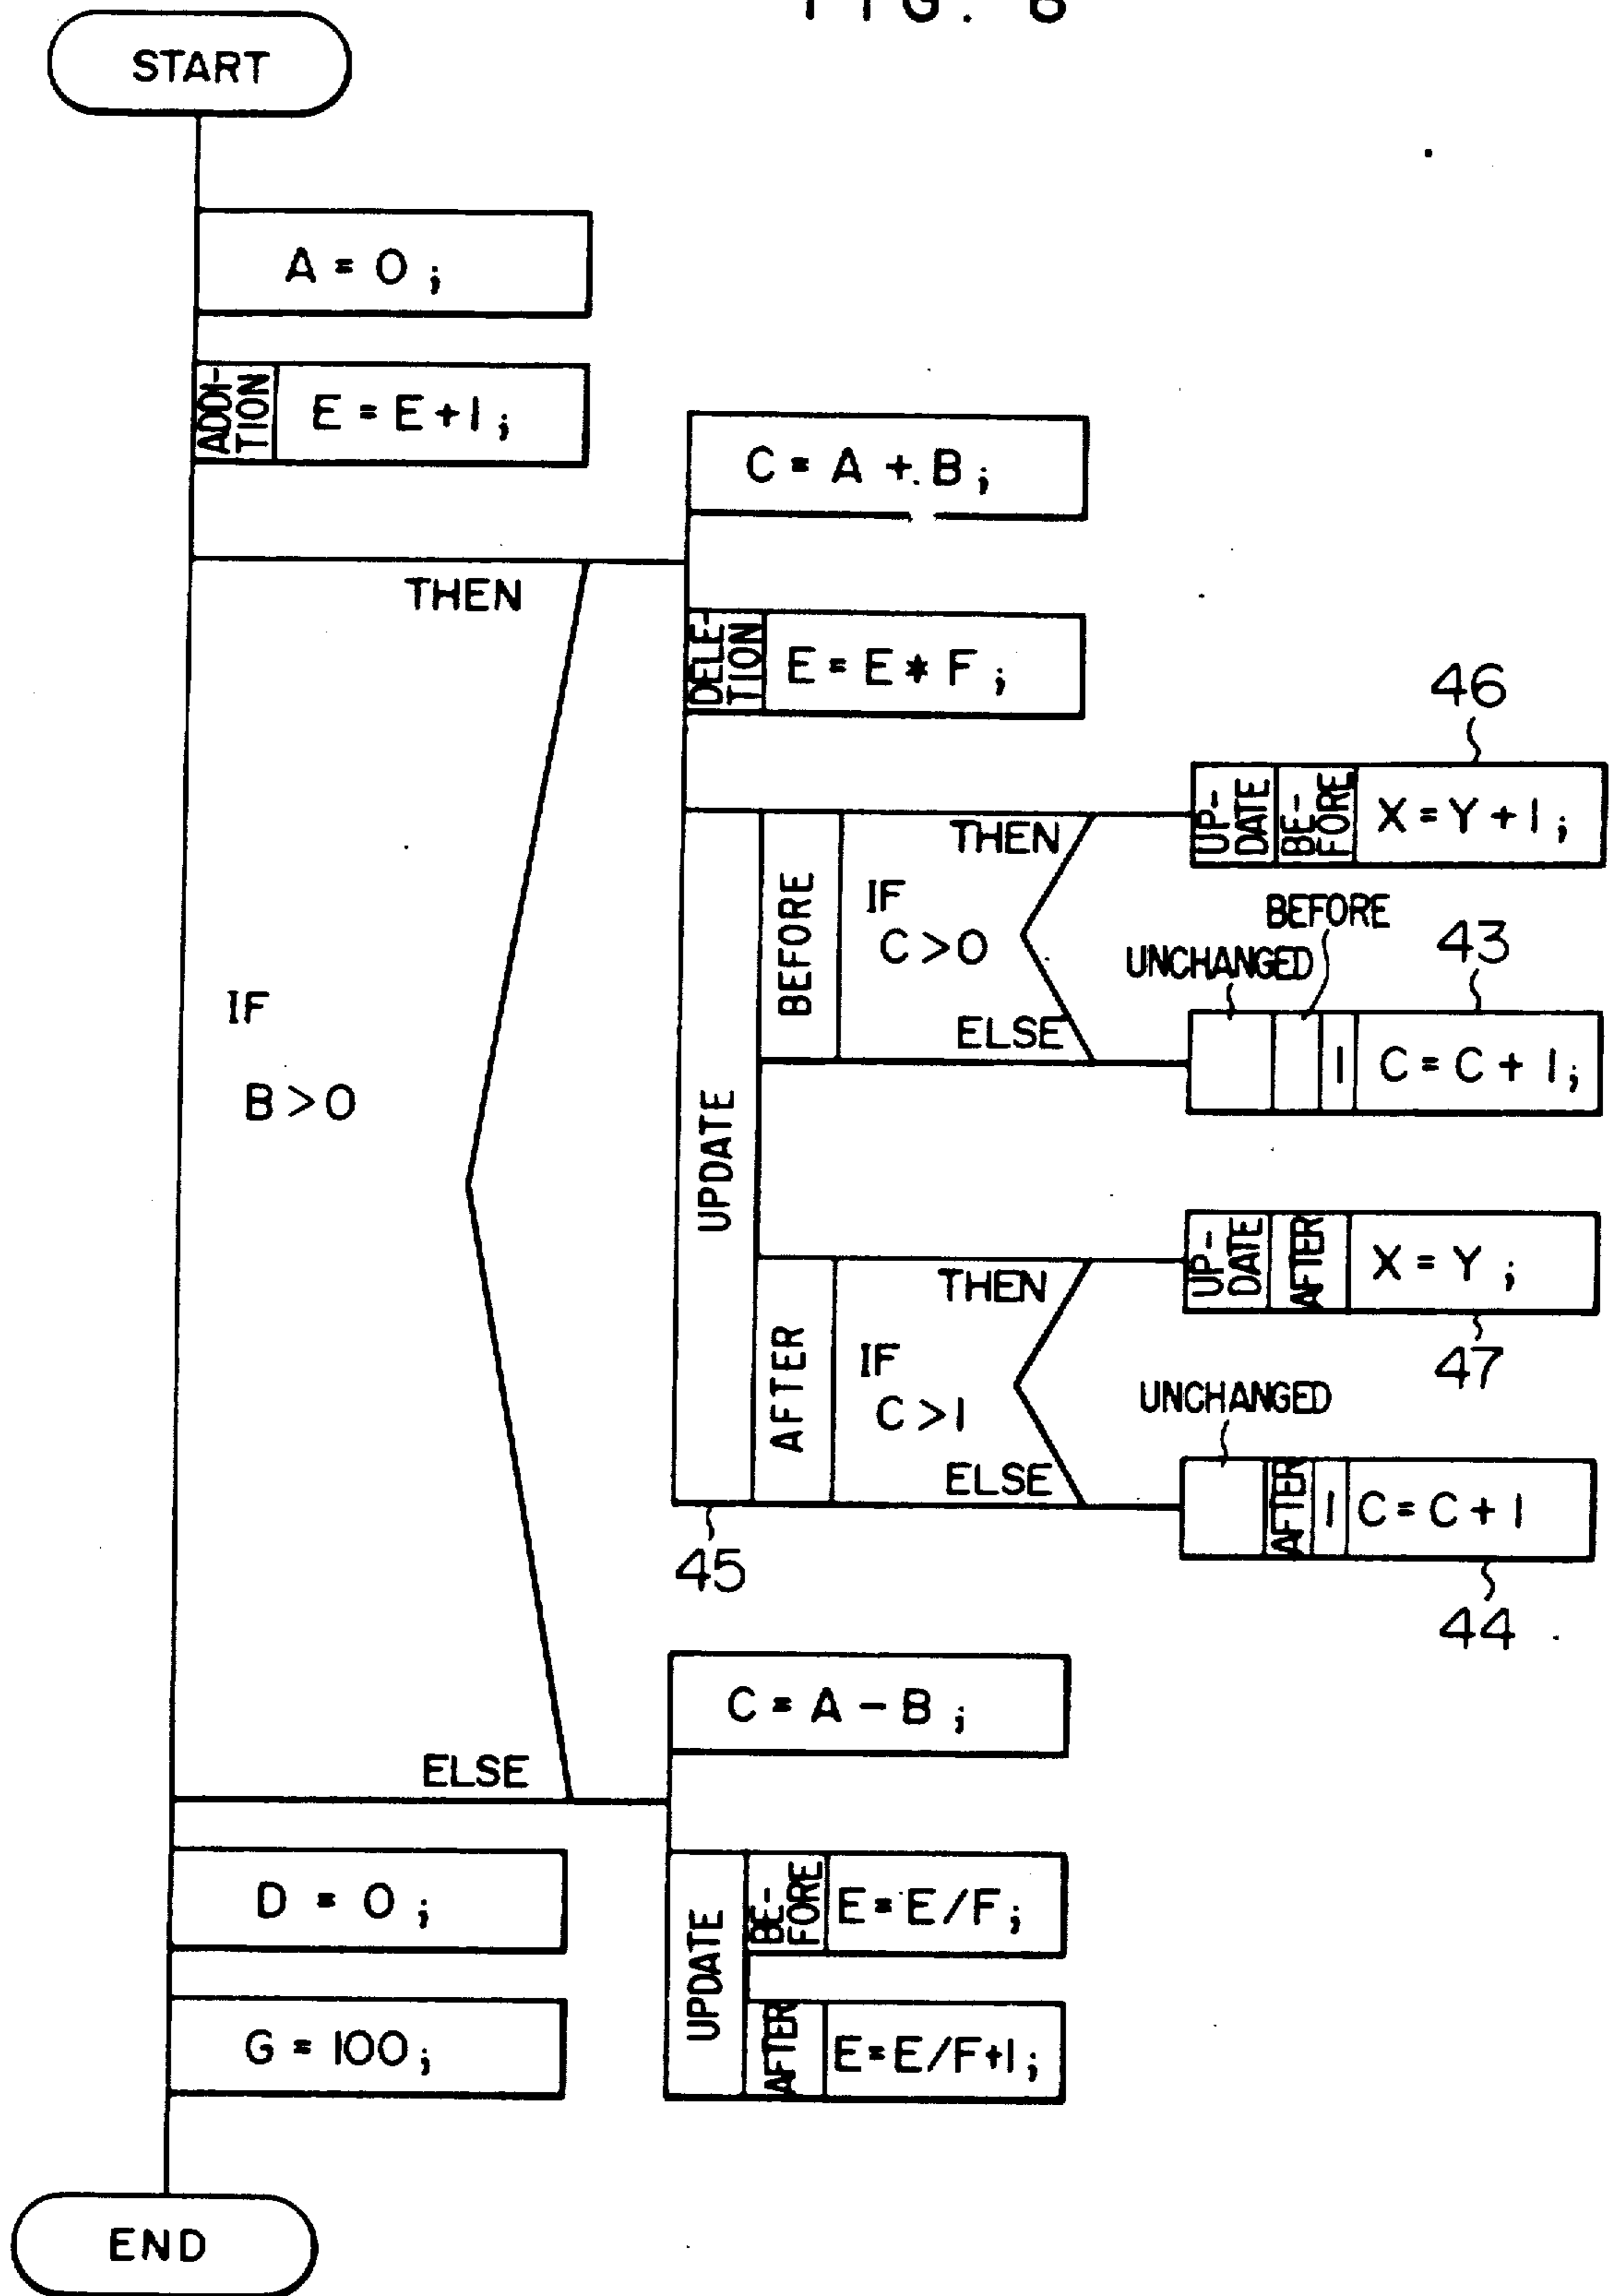 FIG. 6
START
A = 0 ;
ADDI-
TION
E = E + 1 ;
C = A + B ;
THEN
DELE-
TION
E = E * F ;
46
UP-
DATE
BE-
FORE
X = Y + 1 ;
THEN
BEFORE
IF
C > 0
BEFORE
UNCHANGED
43
ELSE
1
C = C + 1 ;
IF
B > 0
UPDATE
UP-
DATE
AFTER
X = Y ;
THEN
47
AFTER
IF
C > 1
UNCHANGED
ELSE
AFTER
1
C = C + 1
45
44
C = A - B ;
ELSE
D = 0 ;
UPDATE
BE-
FORE
E = E / F ;
G = 100 ;
AFTER
E = E / F + 1 ;
END